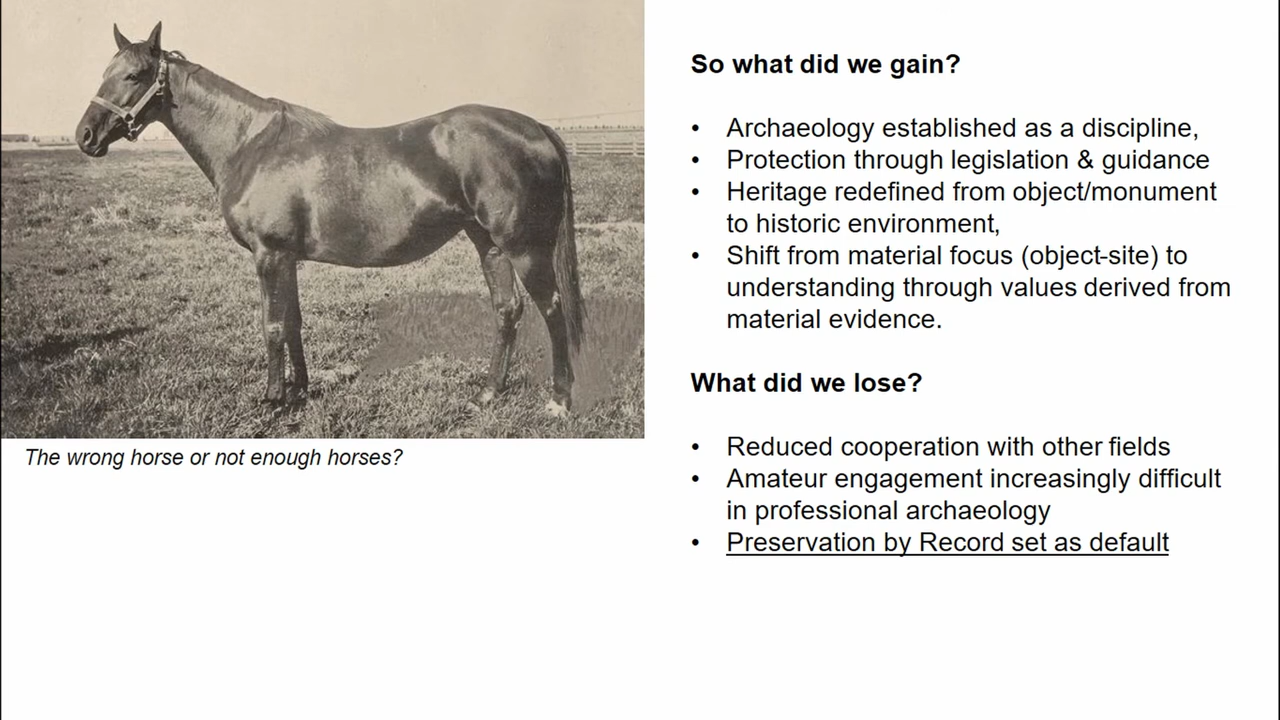 So what did we gain?
• Archaeology established as a discipline,
• Protection through legislation & guidance
• Heritage redefined from object/monument
to historic environment,
• Shift from material focus (object-site) to
understanding through values derived from
material evidence.
What did we lose?
• Reduced cooperation with other fields
• Amateur engagement increasingly difficult
in professional archaeology
• Preservation by Record set as default
The wrong horse or not enough horses?